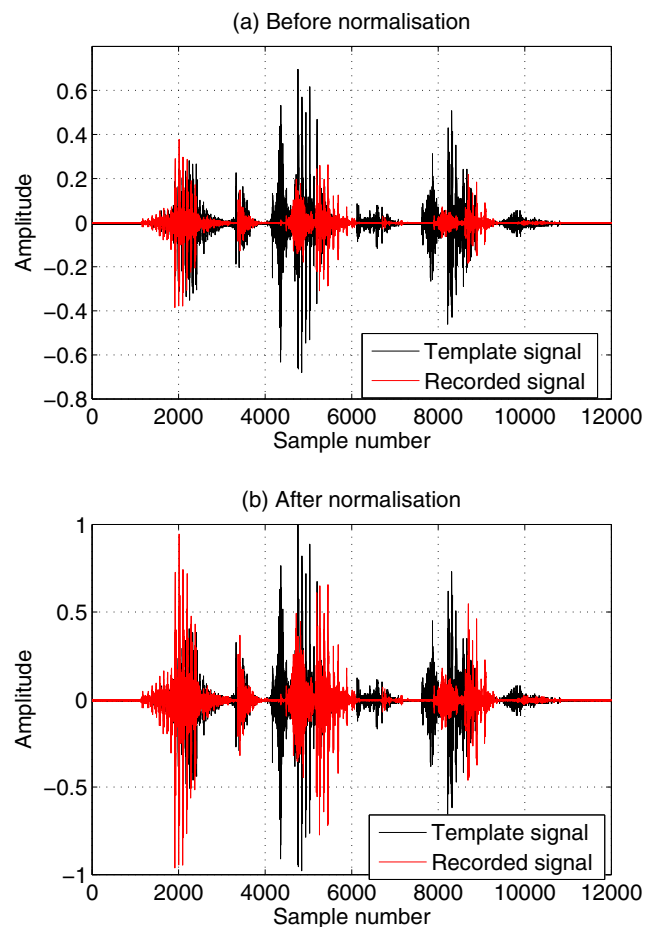 (a) Before normalisation
0.6
0.4
0.2
0
−0.2
−0.4
−0.6
−0.8
Amplitude
Template signal
Recorded signal
0 2000 4000 6000 8000 10000 12000
Sample number
(b) After normalisation
1
0.5
0
−0.5
−1
Amplitude
Template signal
Recorded signal
0 2000 4000 6000 8000 10000 12000
Sample number